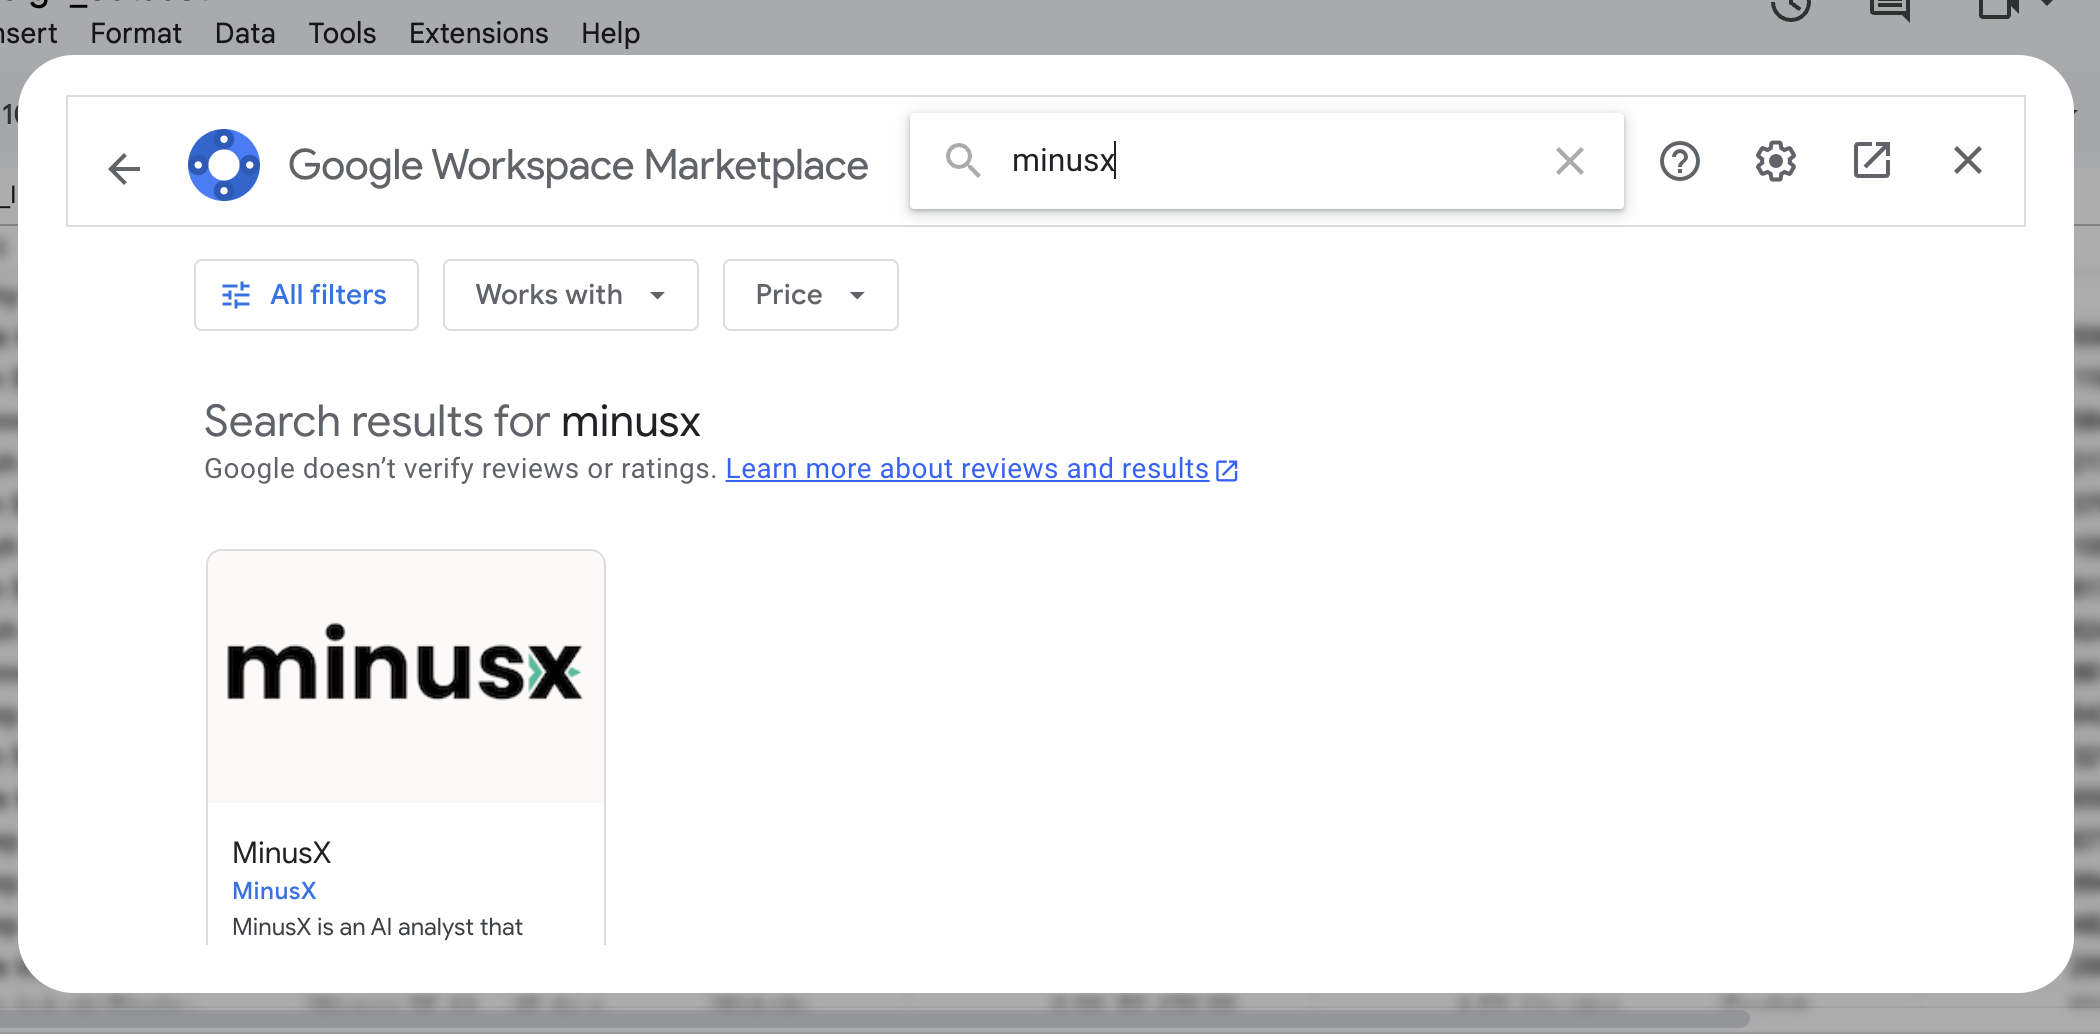 Format Data Tools Extensions Help
Google Workspace Marketplace
minusx
All filters
Works with
Price
Search results for minusx
Google doesn’t verify reviews or ratings. Learn more about reviews and results
minusx
MinusX
MinusX
MinusX is an AI analyst that